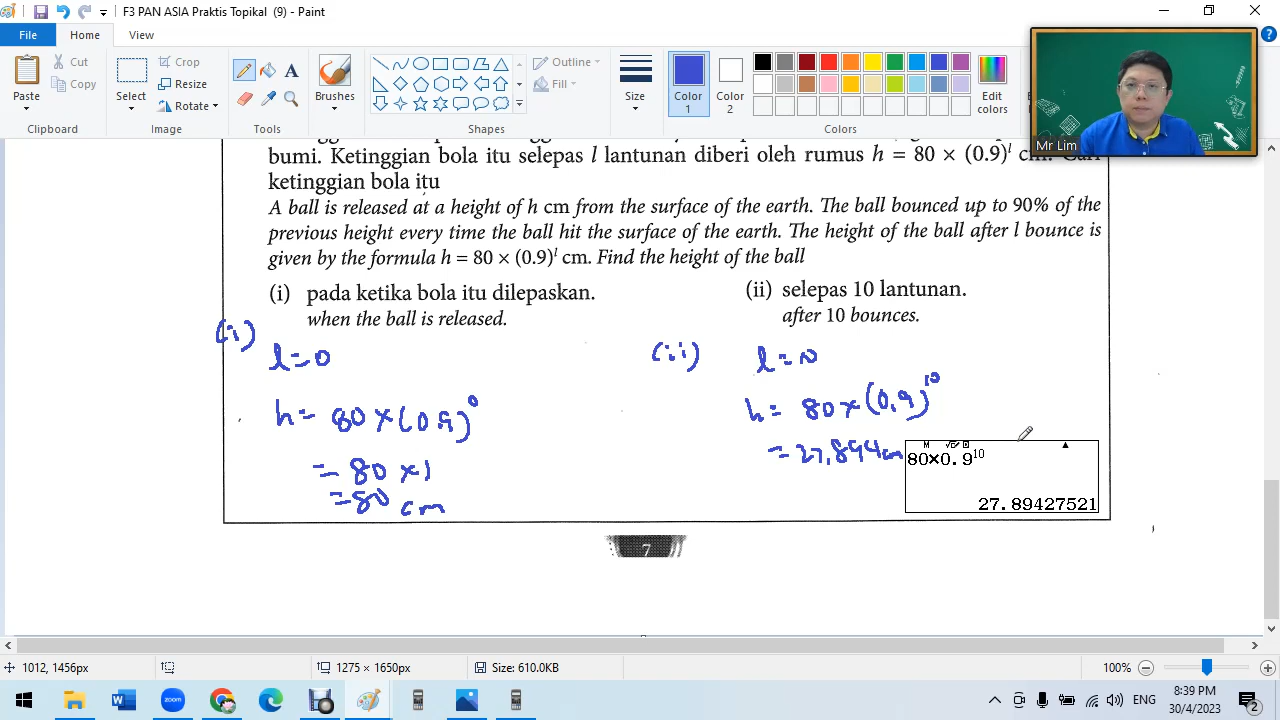 F3 PAN ASIA Praktis Topikal (9) - Paint
File Home View
Paste Cut Copy Clipboard
Select Crop Resize Rotate Image
Tools
Brushes
Shapes Outline Fill
Size
Color 1 Color 2 Edit colors Colors
Mr Lim
bumi. Ketinggian bola itu selepas l lantunan diberi oleh rumus h = 80 × (0.9)^l cm. Cari
ketinggian bola itu
A ball is released at a height of h cm from the surface of the earth. The ball bounced up to 90% of the
previous height every time the ball hit the surface of the earth. The height of the ball after l bounce is
given by the formula h = 80 × (0.9)^l cm. Find the height of the ball
(i) pada ketika bola itu dilepaskan.
when the ball is released.
(ii) selepas 10 lantunan.
after 10 bounces.
(i)
l = 0
h = 80 × (0.9)^0
= 80 × 1
= 80 cm
(ii)
l = 10
h = 80 × (0.9)^10
= 27.894 cm
M
80×0.9^10
27.89427521
7
1012, 1456px
1275 × 1650px
Size: 610.0KB
100%
W zoom
ENG
8:39 PM
30/4/2023
2